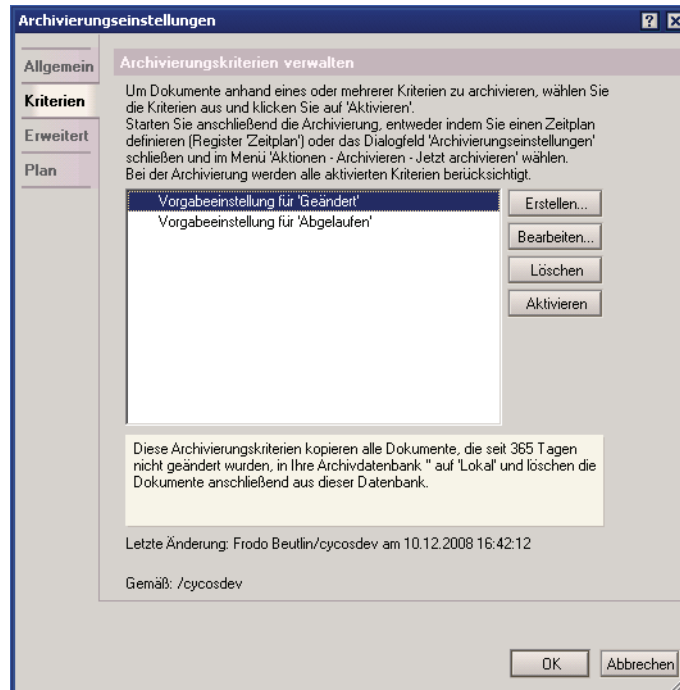 Archivierungseinstellungen
Allgemein
Kriterien
Erweitert
Plan
Archivierungskriterien verwalten
Um Dokumente anhand eines oder mehrerer Kriterien zu archivieren, wählen Sie
die Kriterien aus und klicken Sie auf 'Aktivieren'.
Starten Sie anschließend die Archivierung, entweder indem Sie einen Zeitplan
definieren (Register 'Zeitplan') oder das Dialogfeld 'Archivierungseinstellungen'
schließen und im Menü 'Aktionen - Archivieren - Jetzt archivieren' wählen.
Bei der Archivierung werden alle aktivierten Kriterien berücksichtigt.
Vorgabeeinstellung für 'Geändert'
Vorgabeeinstellung für 'Abgelaufen'
Erstellen...
Bearbeiten...
Löschen
Aktivieren
Diese Archivierungskriterien kopieren alle Dokumente, die seit 365 Tagen
nicht geändert wurden, in Ihre Archivdatenbank '' auf 'Lokal' und löschen die
Dokumente anschließend aus dieser Datenbank.
Letzte Änderung: Frodo Beutlin/cycosdev am 10.12.2008 16:42:12
Gemäß: /cycosdev
OK
Abbrechen